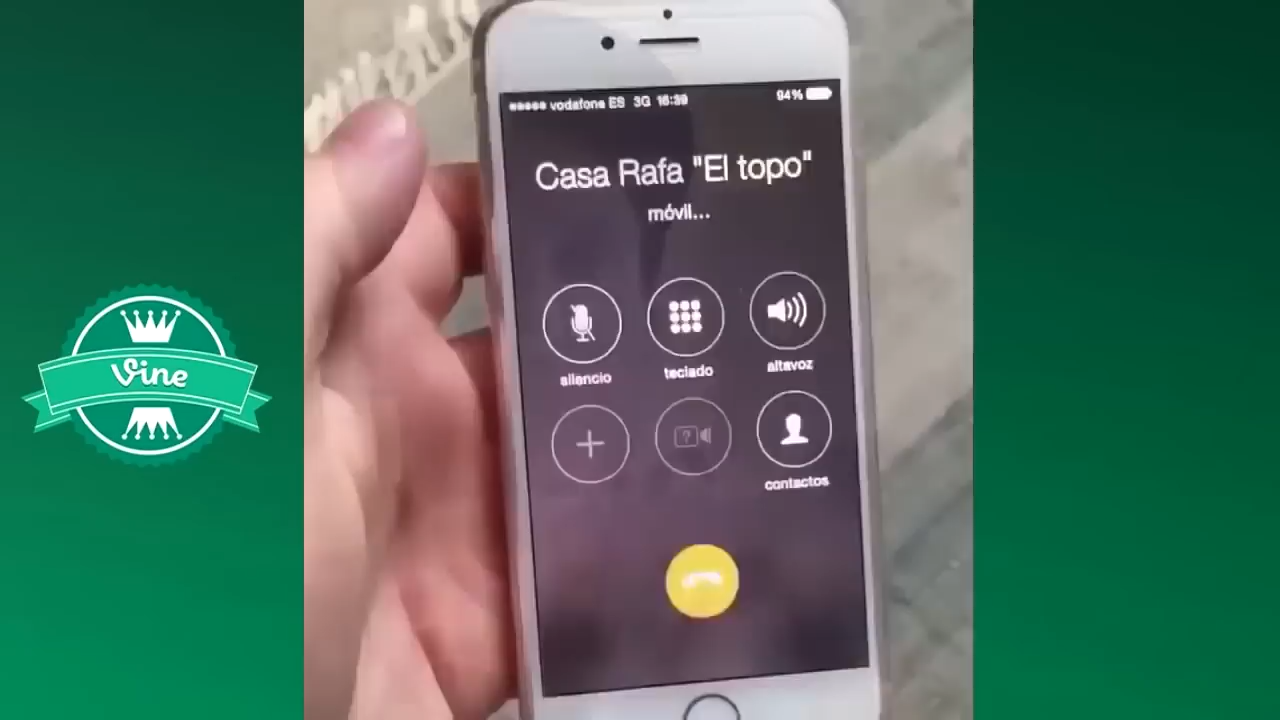 Vine
vodafone ES 3G 16:39
94%
Casa Rafa "El topo"
móvil...
silencio
teclado
altavoz
?
contactos